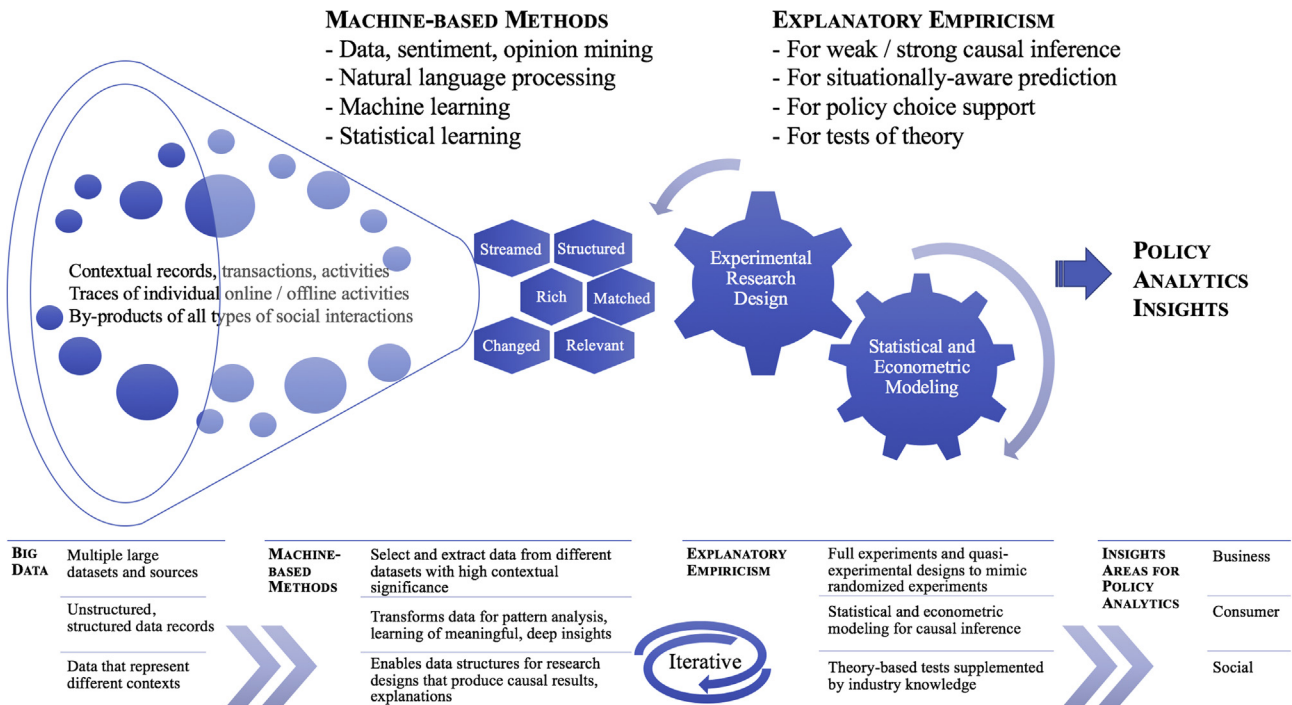 MACHINE-BASED METHODS
- Data, sentiment, opinion mining
- Natural language processing
- Machine learning
- Statistical learning
EXPLANATORY EMPIRICISM
- For weak / strong causal inference
- For situationally-aware prediction
- For policy choice support
- For tests of theory
Contextual records, transactions, activities
Traces of individual online / offline activities
By-products of all types of social interactions
Streamed
Structured
Rich
Matched
Changed
Relevant
Experimental
Research
Design
Statistical and
Econometric
Modeling
POLICY
ANALYTICS
INSIGHTS
BIG
DATA
Multiple large
datasets and sources
Unstructured,
structured data records
Data that represent
different contexts
MACHINE-
BASED
METHODS
Select and extract data from different
datasets with high contextual
significance
Transforms data for pattern analysis,
learning of meaningful, deep insights
Enables data structures for research
designs that produce causal results,
explanations
Iterative
EXPLANATORY
EMPIRICISM
Full experiments and quasi-
experimental designs to mimic
randomized experiments
Statistical and econometric
modeling for causal inference
Theory-based tests supplemented
by industry knowledge
INSIGHTS
AREAS FOR
POLICY
ANALYTICS
Business
Consumer
Social